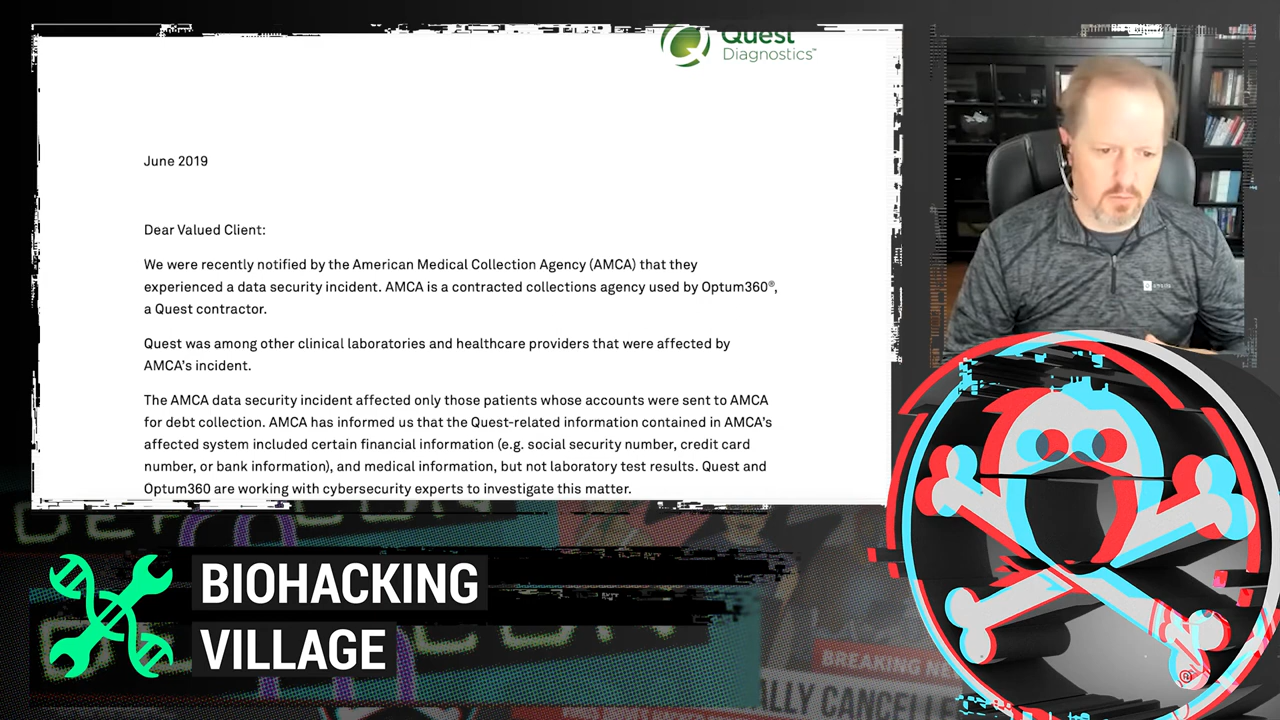 Quest
Diagnostics™
June 2019
Dear Valued Client:
We were recently notified by the American Medical Collection Agency (AMCA) that they
experienced a data security incident. AMCA is a contracted collections agency used by Optum360®,
a Quest contractor.
Quest was among other clinical laboratories and healthcare providers that were affected by
AMCA's incident.
The AMCA data security incident affected only those patients whose accounts were sent to AMCA
for debt collection. AMCA has informed us that the Quest-related information contained in AMCA's
affected system included certain financial information (e.g. social security number, credit card
number, or bank information), and medical information, but not laboratory test results. Quest and
Optum360 are working with cybersecurity experts to investigate this matter.
BIOHACKING
VILLAGE
BREAKING NE
ALLY CANCELLE